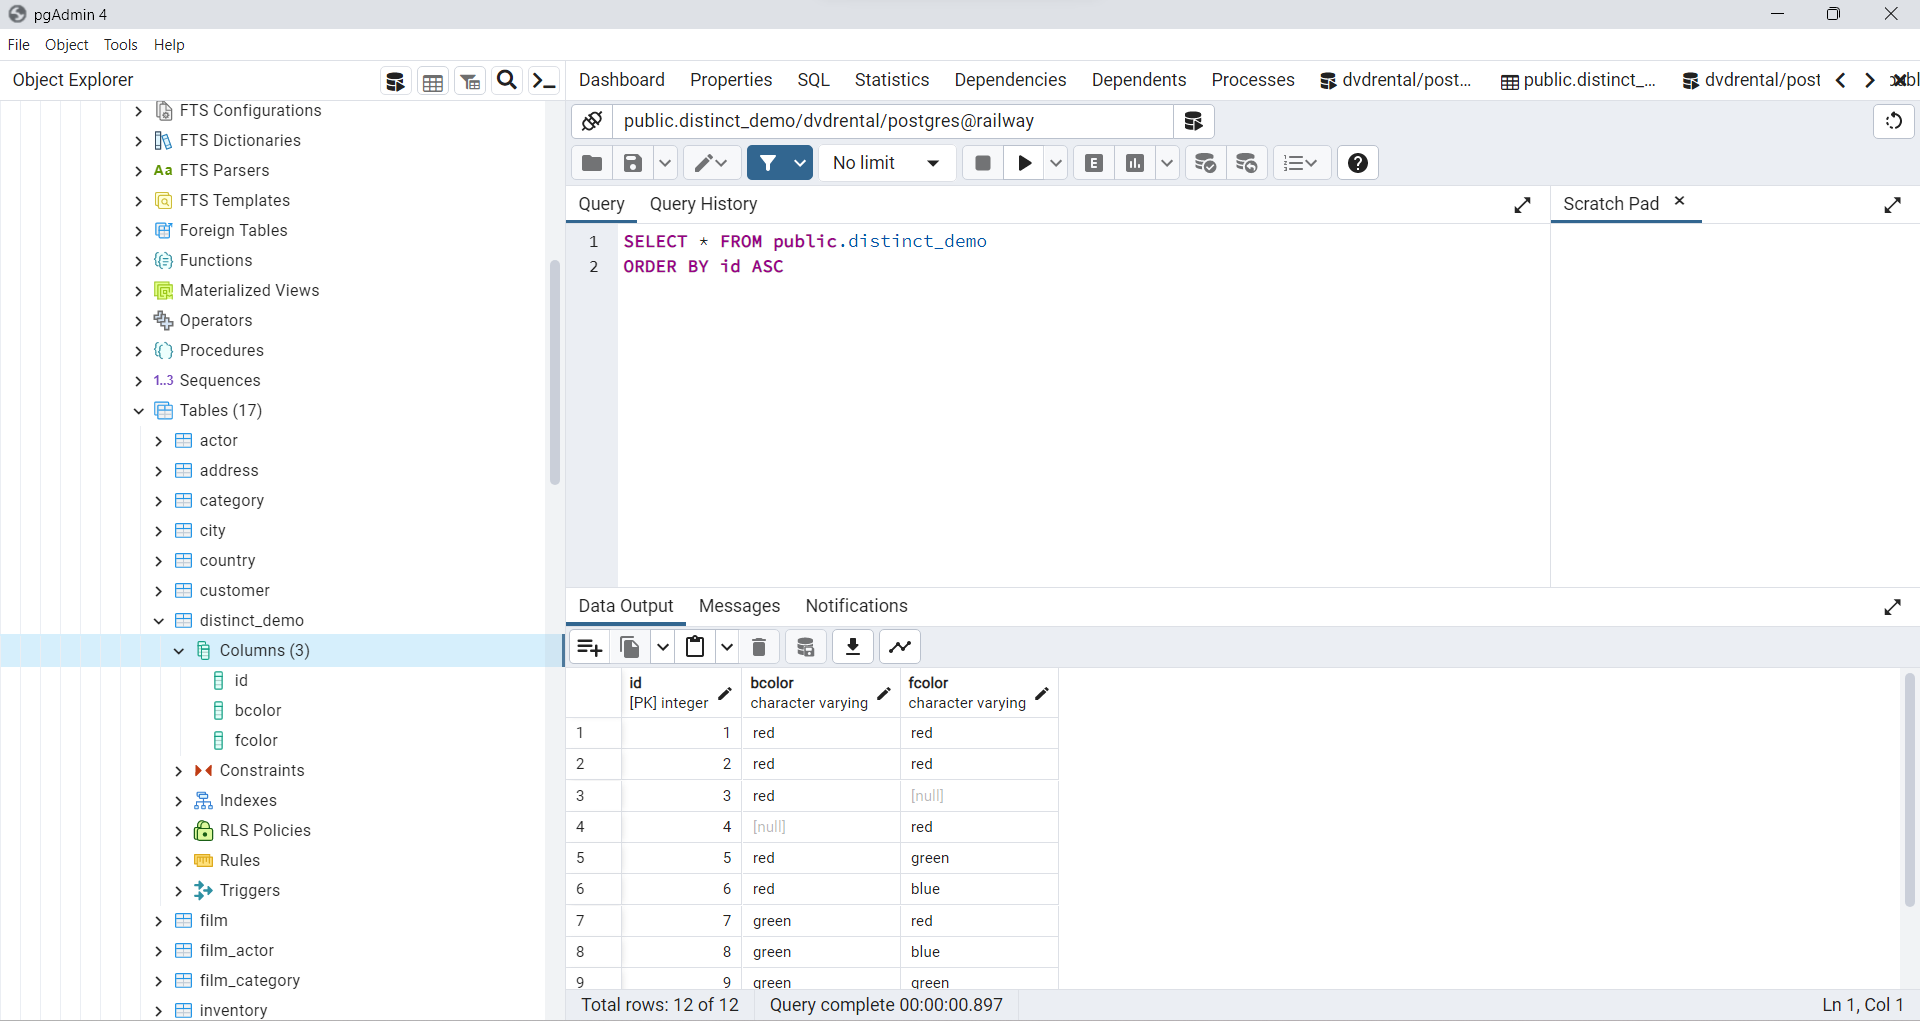 pgAdmin 4
File Object Tools Help
Object Explorer
Dashboard Properties SQL Statistics Dependencies Dependents Processes dvdrental/post... public.distinct_... dvdrental/post
public.distinct_demo/dvdrental/postgres@railway
No limit
E
Query Query History
Scratch Pad
1 SELECT * FROM public.distinct_demo
2 ORDER BY id ASC
FTS Configurations
FTS Dictionaries
Aa FTS Parsers
FTS Templates
Foreign Tables
Functions
Materialized Views
Operators
Procedures
1..3 Sequences
Tables (17)
actor
address
category
city
country
customer
distinct_demo
Columns (3)
id
bcolor
fcolor
Constraints
Indexes
RLS Policies
Rules
Triggers
film
film_actor
film_category
inventory
Data Output Messages Notifications
id bcolor fcolor
[PK] integer character varying character varying
1 1 red red
2 2 red red
3 3 red [null]
4 4 [null] red
5 5 red green
6 6 red blue
7 7 green red
8 8 green blue
9 9 green green
Total rows: 12 of 12 Query complete 00:00:00.897
Ln 1, Col 1